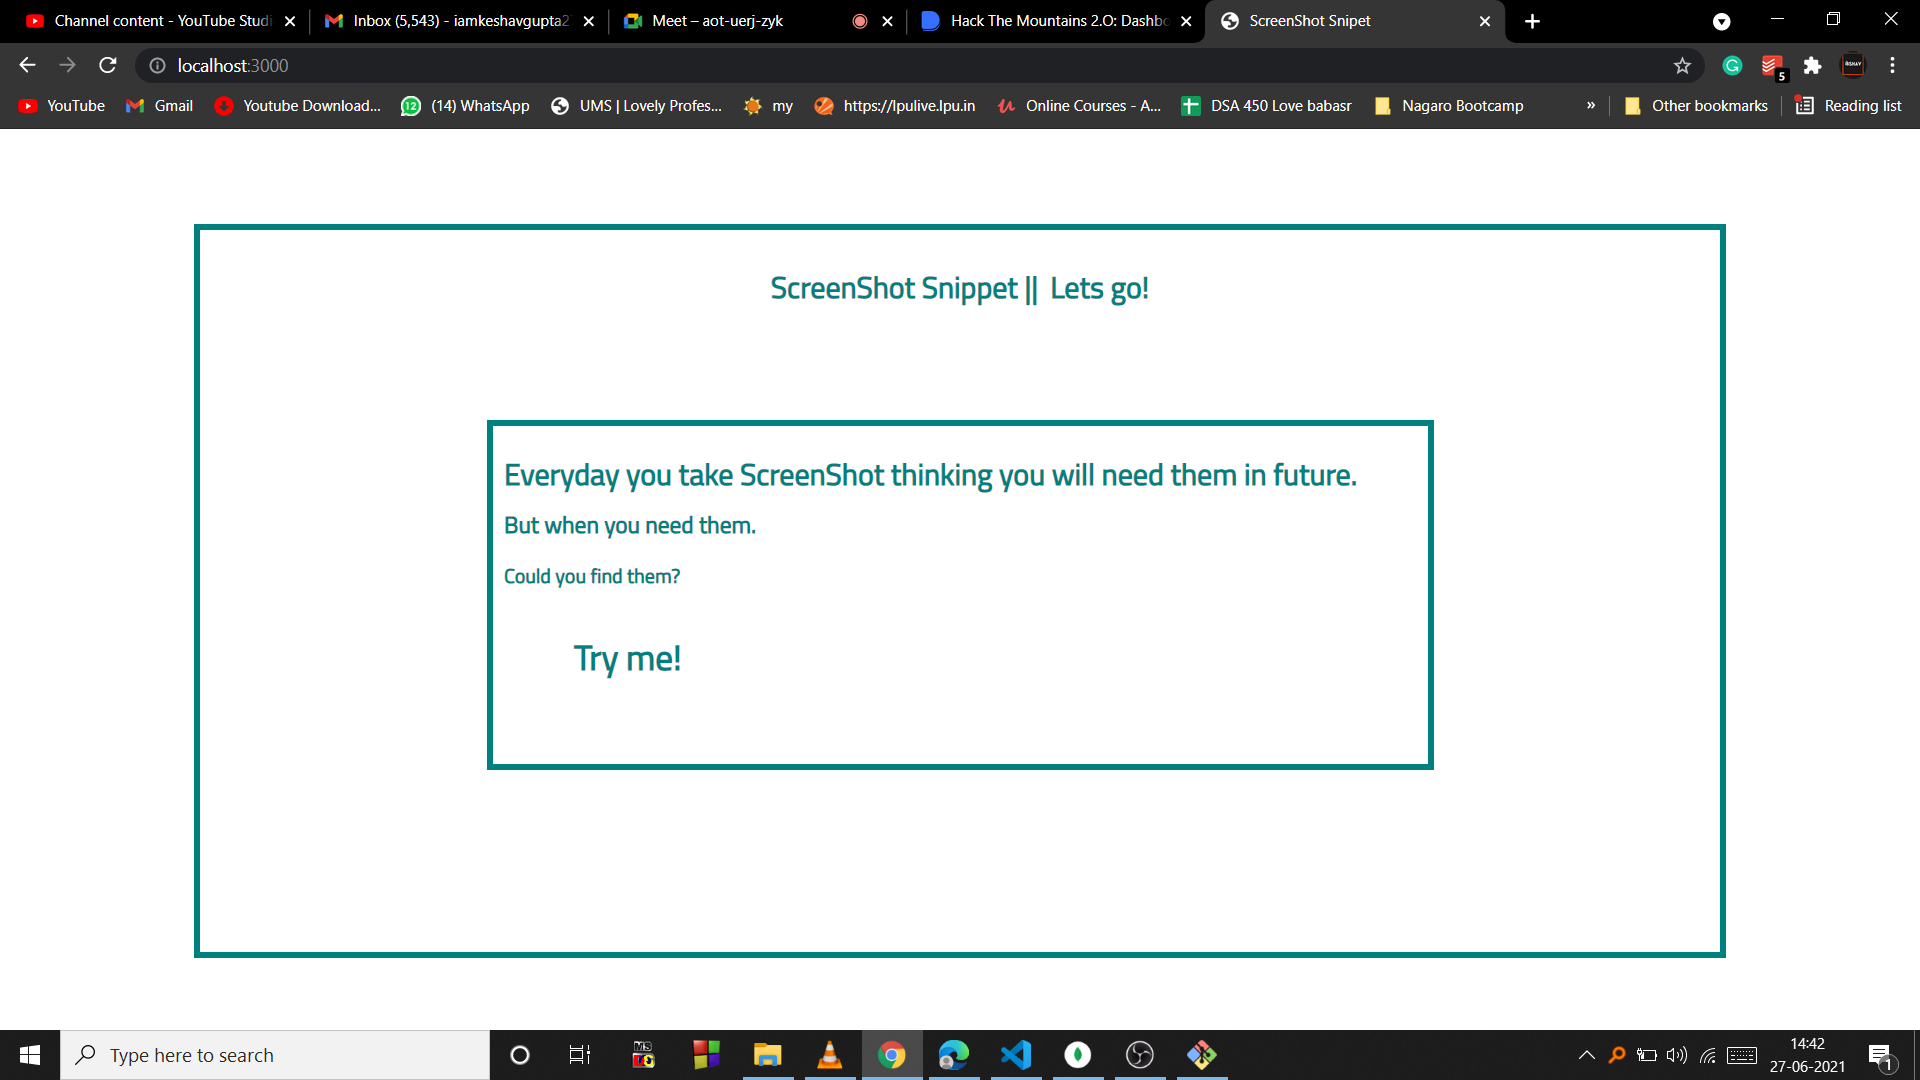 Channel content - YouTube Studi
Inbox (5,543) - iamkeshavgupta2
Meet – aot-uerj-zyk
Hack The Mountains 2.O: Dashbo
ScreenShot Snipet
localhost:3000
5
YouTube
Gmail
Youtube Download...
12
(14) WhatsApp
UMS | Lovely Profes...
my
https://lpulive.lpu.in
Online Courses - A...
DSA 450 Love babasr
Nagaro Bootcamp
»
Other bookmarks
Reading list
ScreenShot Snippet || Lets go!
Everyday you take ScreenShot thinking you will need them in future.
But when you need them.
Could you find them?
Try me!
Type here to search
14:42
27-06-2021
1